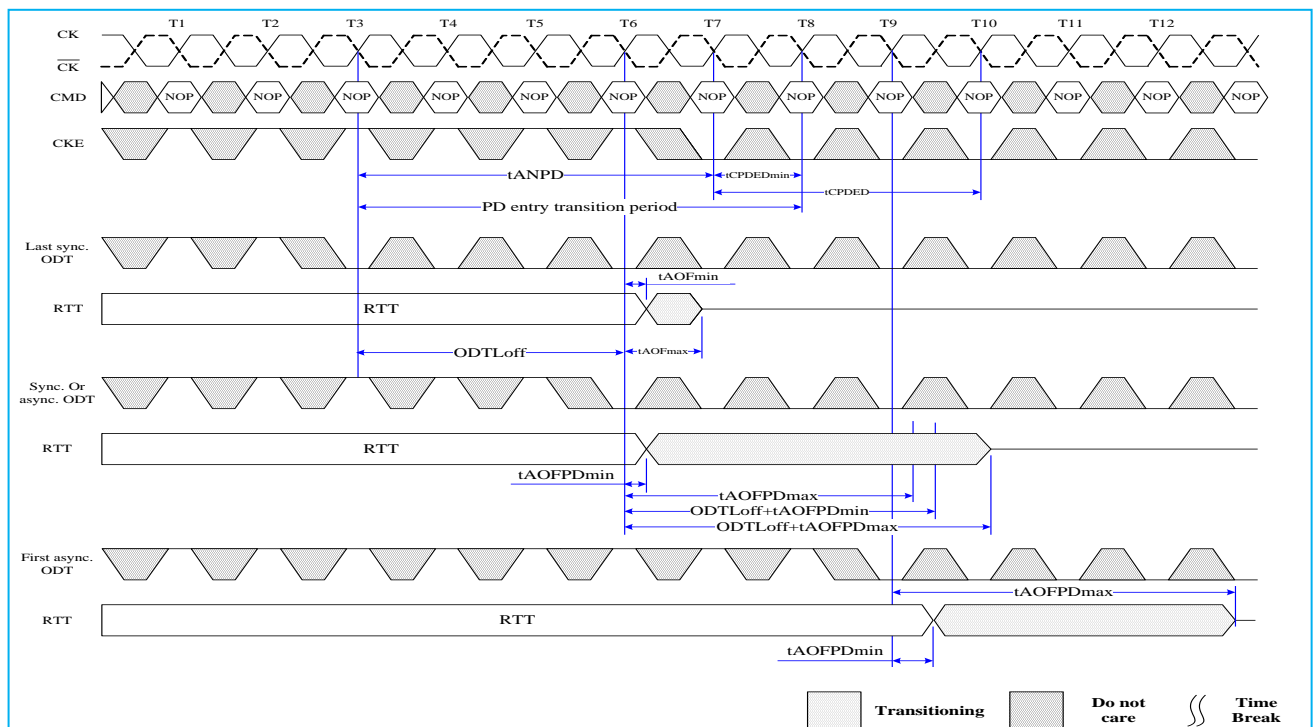 T1 T2 T3 T4 T5 T6 T7 T8 T9 T10 T11 T12
CK
CK
CMD NOP NOP NOP NOP NOP NOP NOP NOP NOP NOP NOP NOP NOP
CKE
tANPD tCPDEDmin
tCPDED
PD entry transition period
Last sync.
ODT
tAOFmin
RTT RTT
ODTLoff tAOFmax
Sync. Or
async. ODT
RTT RTT
tAOFPDmin
tAOFPDmax
ODTLoff+tAOFPDmin
ODTLoff+tAOFPDmax
First async.
ODT
tAOFPDmax
RTT RTT
tAOFPDmin
Transitioning Do not
care Time
Break